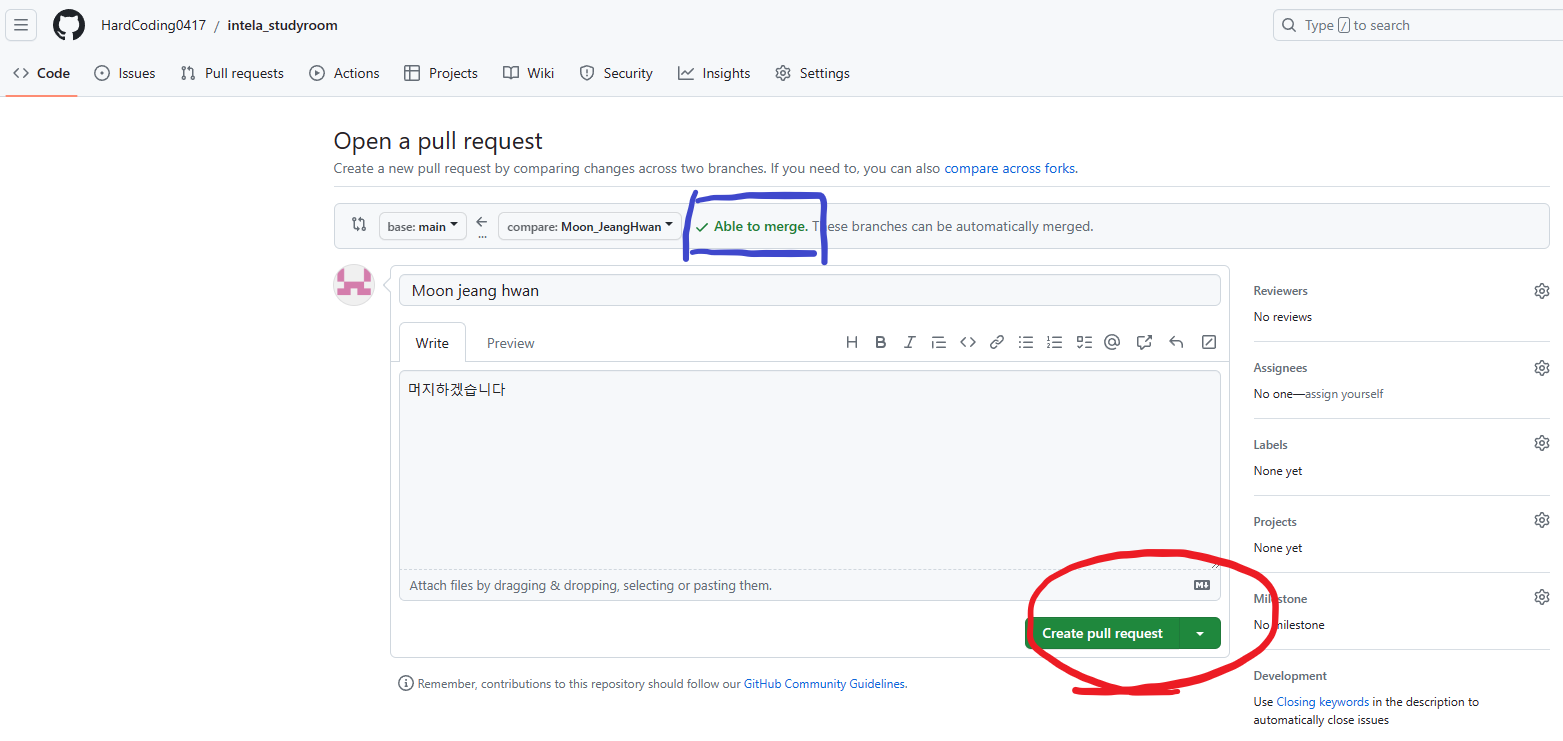 HardCoding0417 / intela_studyroom
Type / to search
Code Issues Pull requests Actions Projects Wiki Security Insights Settings
Open a pull request
Create a new pull request by comparing changes across two branches. If you need to, you can also compare across forks.
base: main ← ... compare: Moon_JeangHwan Able to merge. These branches can be automatically merged.
Moon jeang hwan
Write Preview
머지하겠습니다
Attach files by dragging & dropping, selecting or pasting them.
Create pull request
Remember, contributions to this repository should follow our GitHub Community Guidelines.
Reviewers
No reviews
Assignees
No one—assign yourself
Labels
None yet
Projects
None yet
Milestone
No milestone
Development
Use Closing keywords in the description to
automatically close issues